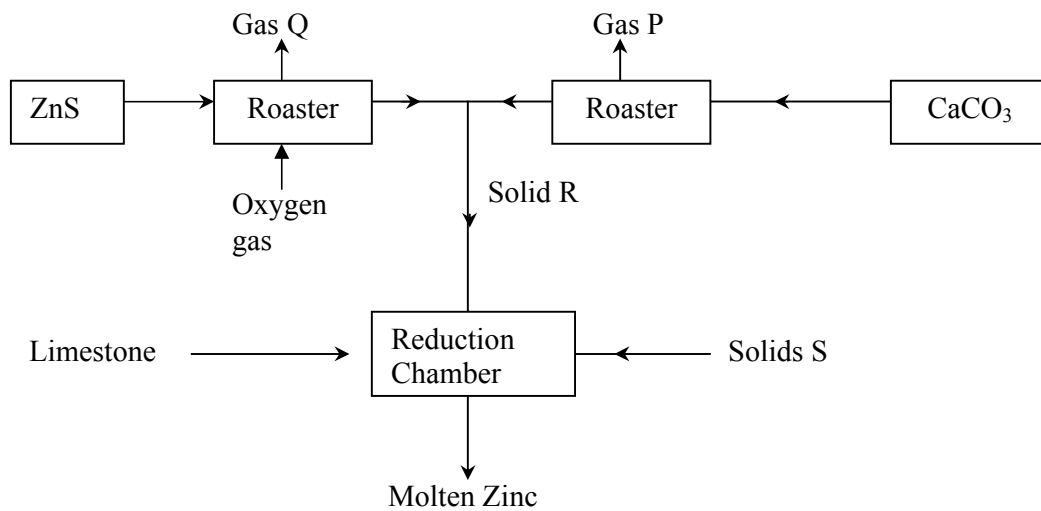 Gas Q
Gas P
ZnS
Roaster
Roaster
CaCO₃
Oxygen
gas
Solid R
Limestone
Reduction
Chamber
Solids S
Molten Zinc